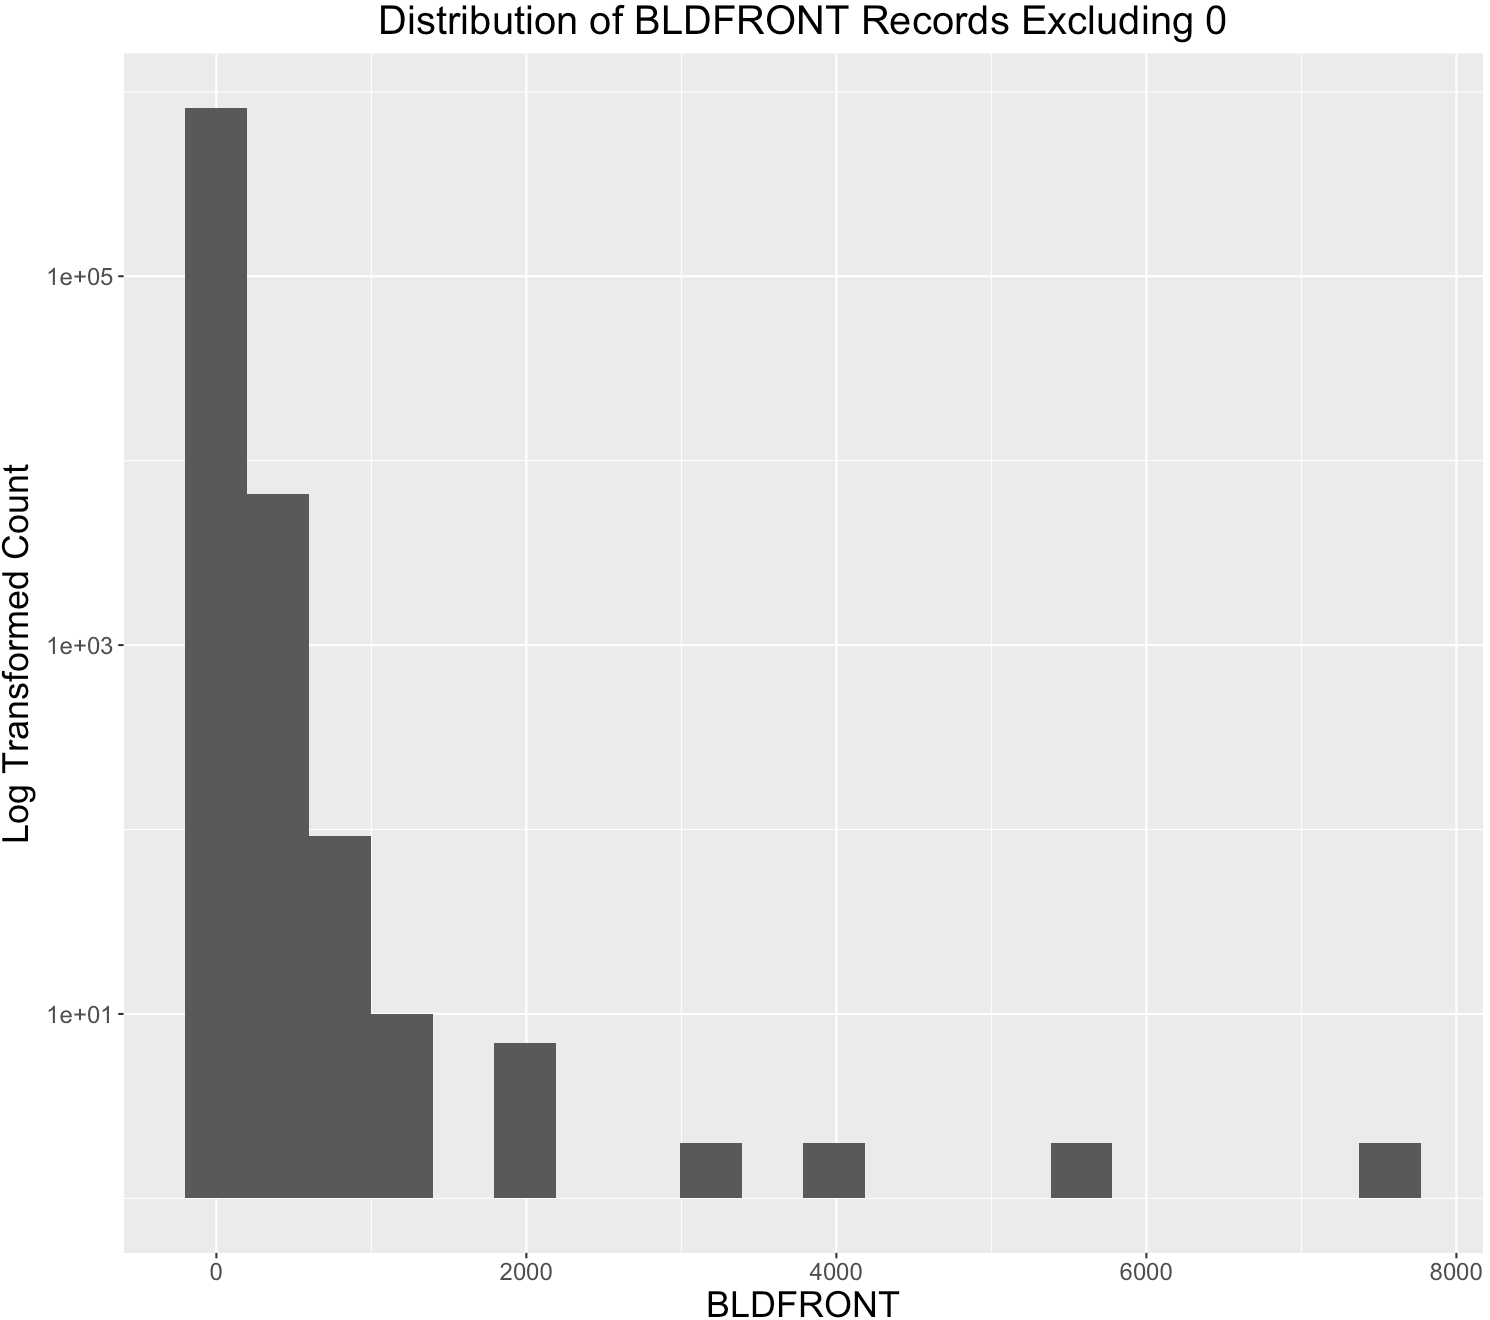 Distribution of BLDFRONT Records Excluding 0
Log Transformed Count
1e+05
1e+03
1e+01
0 2000 4000 6000 8000
BLDFRONT